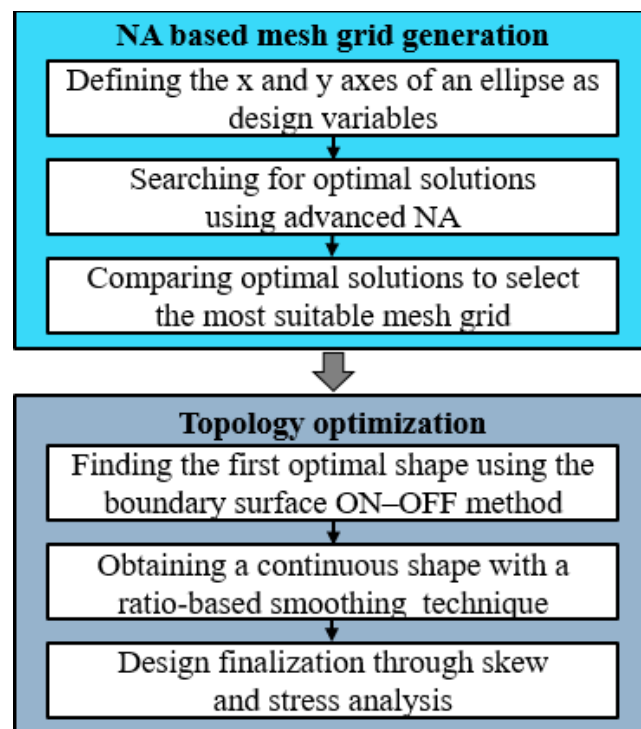 NA based mesh grid generation
Defining the x and y axes of an ellipse as
design variables
Searching for optimal solutions
using advanced NA
Comparing optimal solutions to select
the most suitable mesh grid
Topology optimization
Finding the first optimal shape using the
boundary surface ON–OFF method
Obtaining a continuous shape with a
ratio-based smoothing technique
Design finalization through skew
and stress analysis